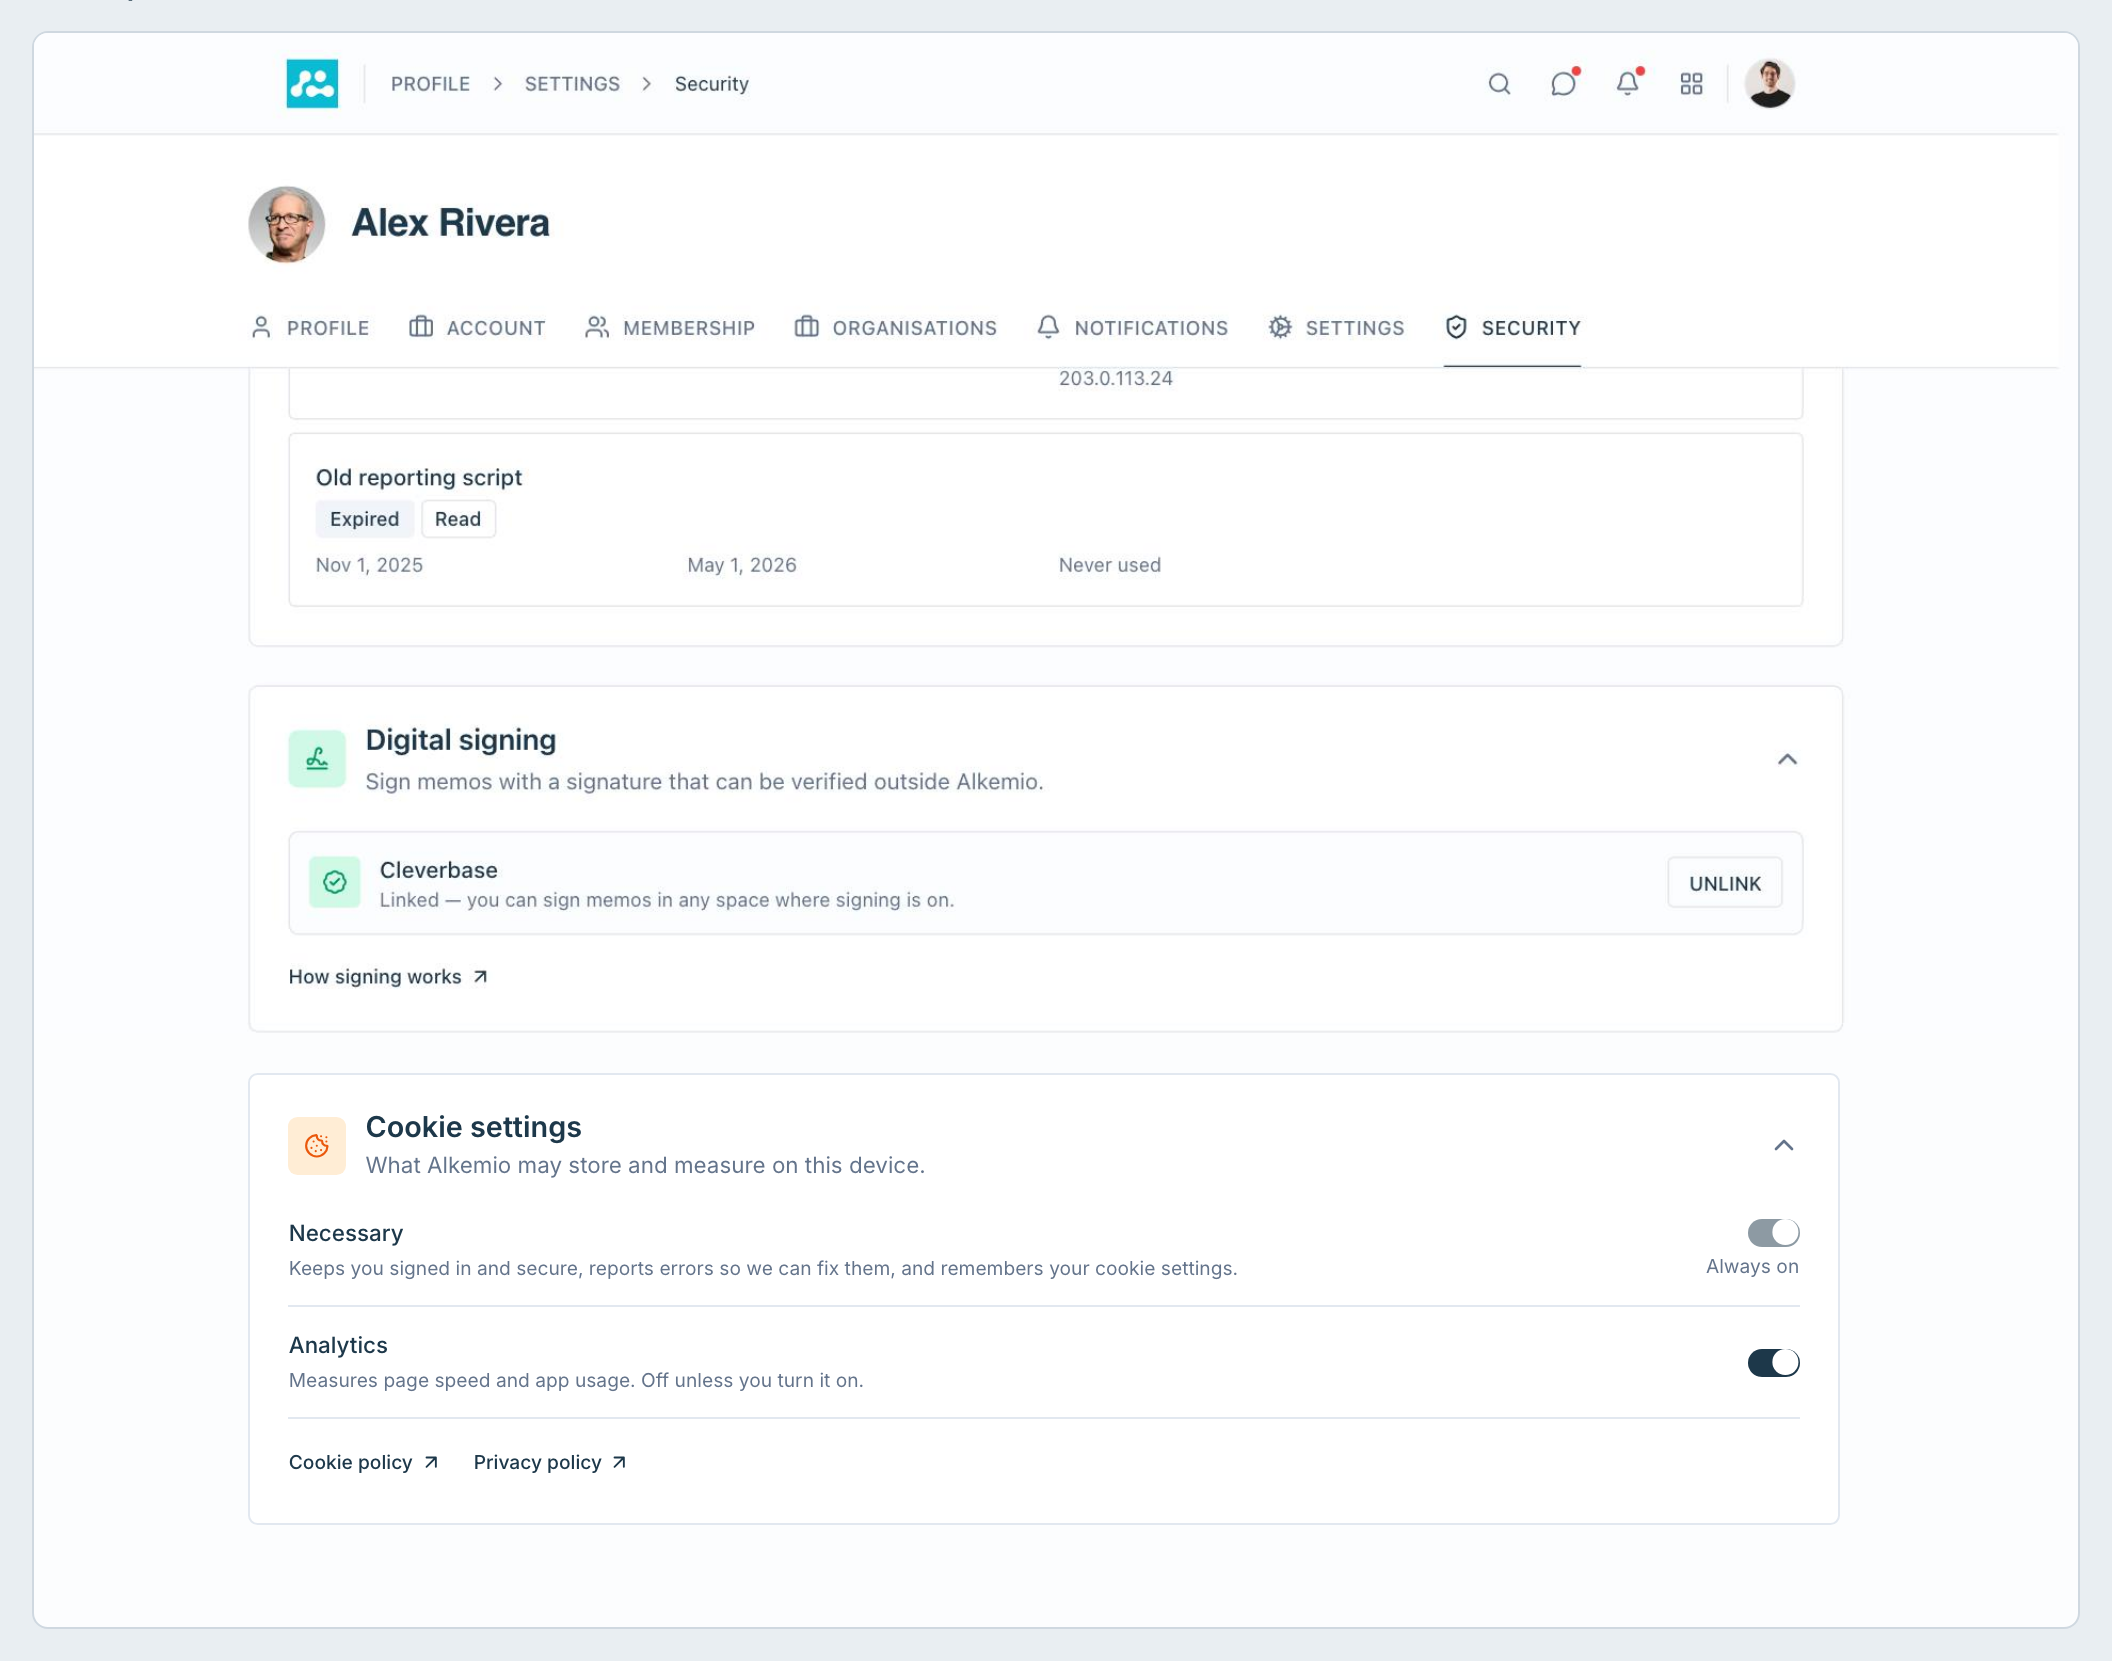 PROFILE > SETTINGS > Security
Alex Rivera
PROFILE ACCOUNT MEMBERSHIP ORGANISATIONS NOTIFICATIONS SETTINGS SECURITY
203.0.113.24
Old reporting script
Expired Read
Nov 1, 2025 May 1, 2026 Never used
Digital signing
Sign memos with a signature that can be verified outside Alkemio.
Cleverbase
Linked — you can sign memos in any space where signing is on.
UNLINK
How signing works ↗
Cookie settings
What Alkemio may store and measure on this device.
Necessary
Keeps you signed in and secure, reports errors so we can fix them, and remembers your cookie settings.
Always on
Analytics
Measures page speed and app usage. Off unless you turn it on.
Cookie policy ↗ Privacy policy ↗